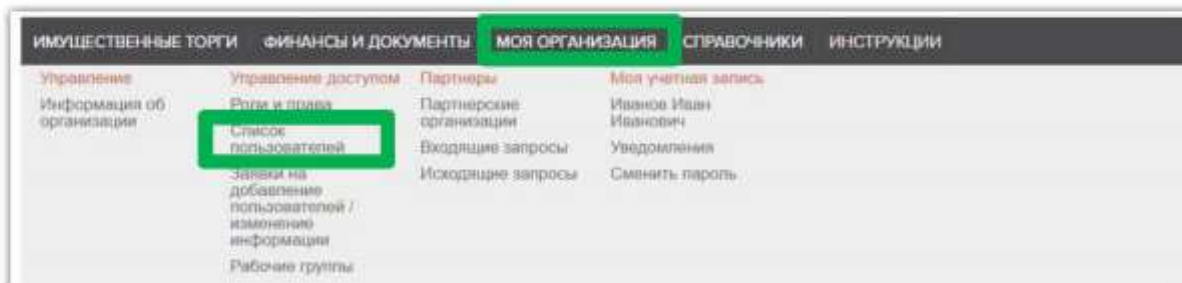 ИМУЩЕСТВЕННЫЕ ТОРГИ ФИНАНСЫ И ДОКУМЕНТЫ МОЯ ОРГАНИЗАЦИЯ СПРАВОЧНИКИ ИНСТРУКЦИИ
Управление
Информация об
организации
Управление доступом
Роли и права
Список
пользователей
Заявки на
добавление
пользователей /
изменение
информации
Рабочие группы
Партнеры
Партнерские
организации
Входящие запросы
Исходящие запросы
Моя учетная запись
Иванов Иван
Иванович
Уведомления
Сменить пароль